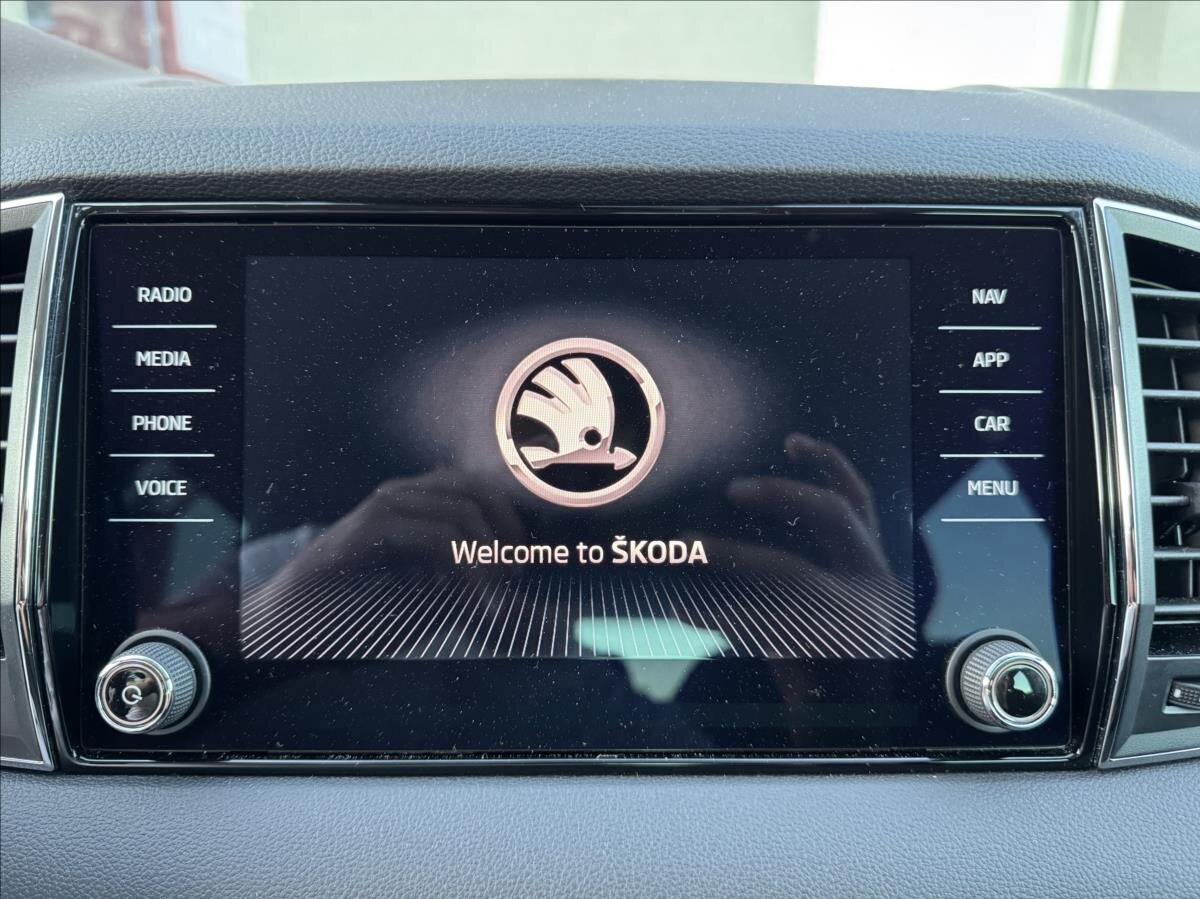 RADIO
MEDIA
PHONE
VOICE
Welcome to ŠKODA
NAV
APP
CAR
MENU